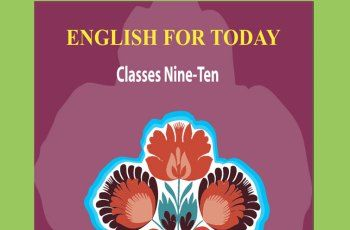 ENGLISH FOR TODAY
Classes Nine-Ten